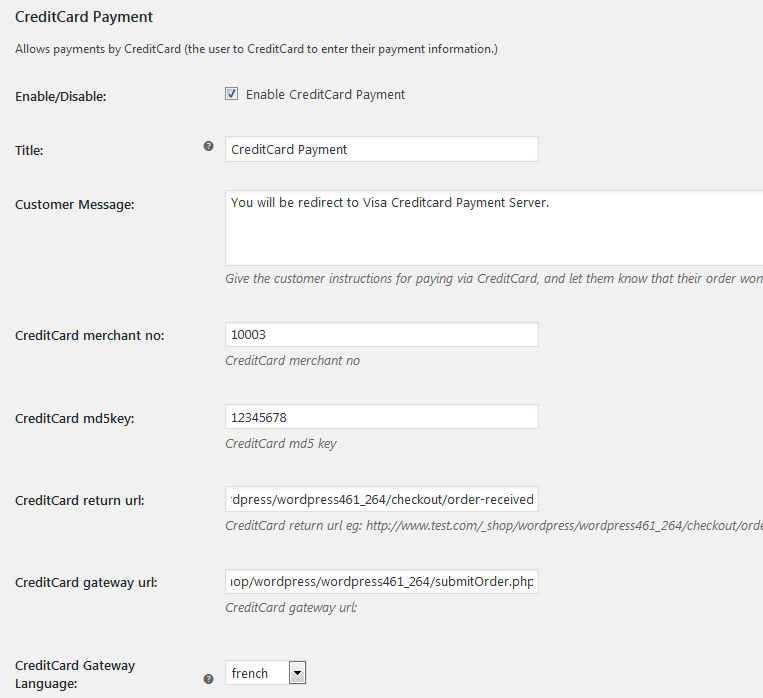 CreditCard Payment
Allows payments by CreditCard (the user to CreditCard to enter their payment information.)
Enable/Disable:
Enable CreditCard Payment
Title:
?
CreditCard Payment
Customer Message:
You will be redirect to Visa Creditcard Payment Server.
Give the customer instructions for paying via CreditCard, and let them know that their order won
CreditCard merchant no:
10003
CreditCard merchant no
CreditCard md5key:
12345678
CreditCard md5 key
CreditCard return url:
dpress/wordpress461_264/checkout/order-received
CreditCard return url eg: http://www.test.com/_shop/wordpress/wordpress461_264/checkout/orde
CreditCard gateway url:
hop/wordpress/wordpress461_264/submitOrder.php
CreditCard gateway url:
CreditCard Gateway
Language:
?
french